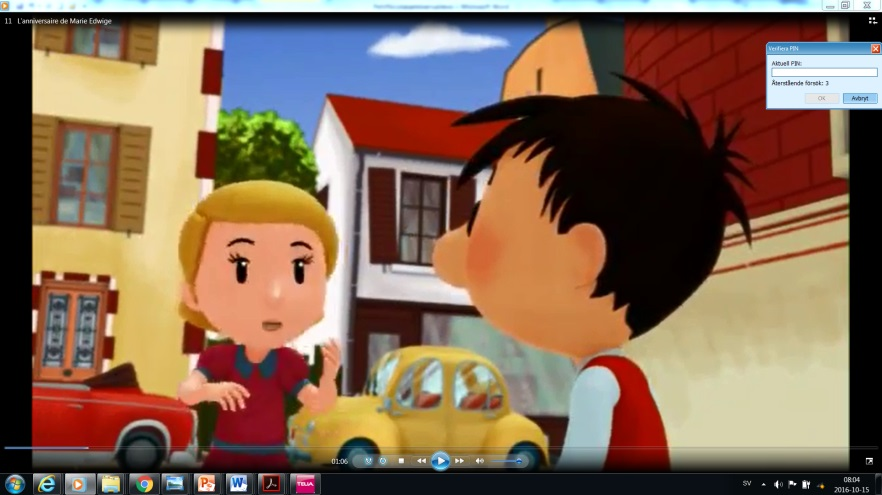 11 L'anniversaire de Marie Edwige
Verifiera PIN
Aktuell PIN:
Återstående försök: 3
OK
Avbryt
01:06
TELIA
SV
08:04
2016-10-15